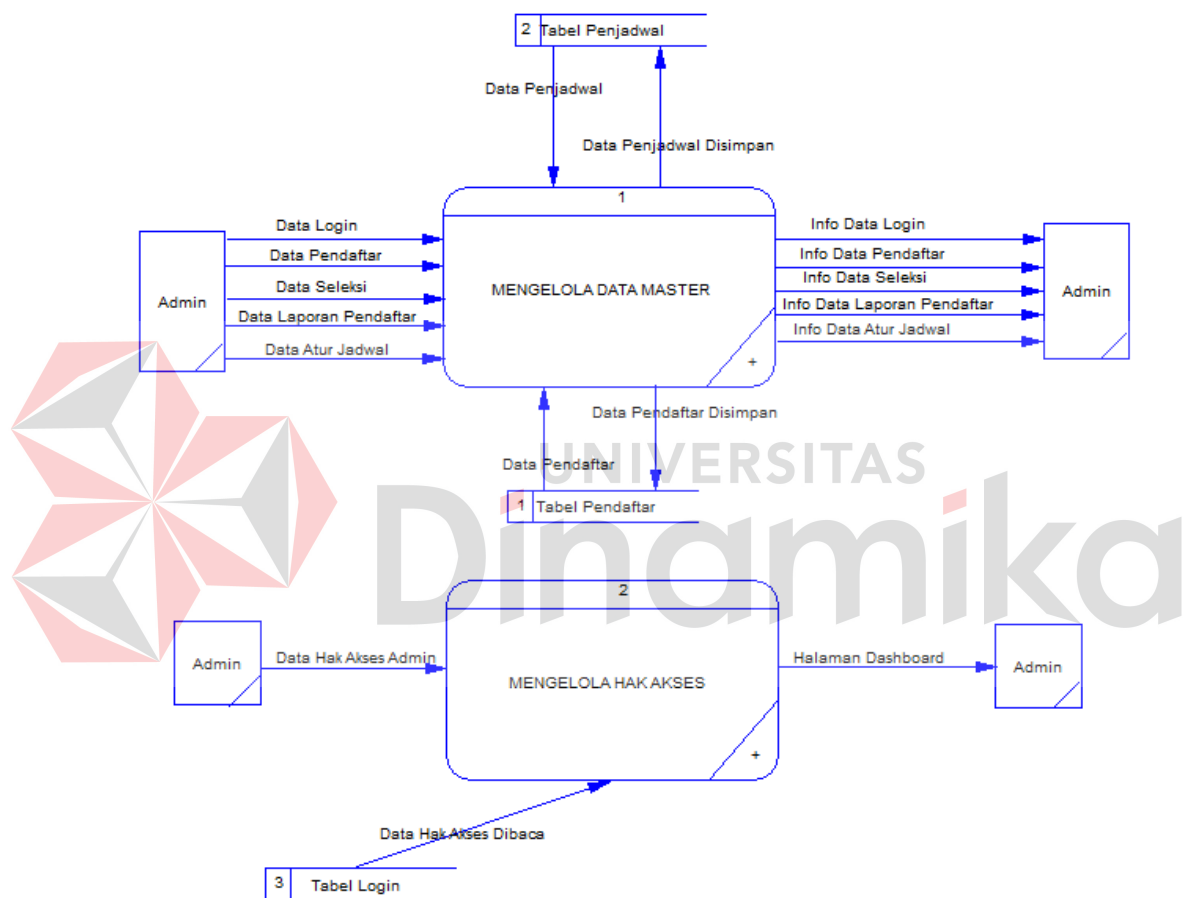 2 Tabel Penjadwal
Data Penjadwal
Data Penjadwal Disimpan
1
Data Login
Data Pendaftar
Data Seleksi
Data Laporan Pendaftar
Data Atur Jadwal
Admin
MENGELOLA DATA MASTER
+
Info Data Login
Info Data Pendaftar
Info Data Seleksi
Info Data Laporan Pendaftar
Info Data Atur Jadwal
Admin
Data Pendaftar Disimpan
Data Pendaftar
1 Tabel Pendaftar
UNIVERSITAS
Dinamika
2
Admin
Data Hak Akses Admin
MENGELOLA HAK AKSES
+
Halaman Dashboard
Admin
Data Hak Akses Dibaca
3 Tabel Login